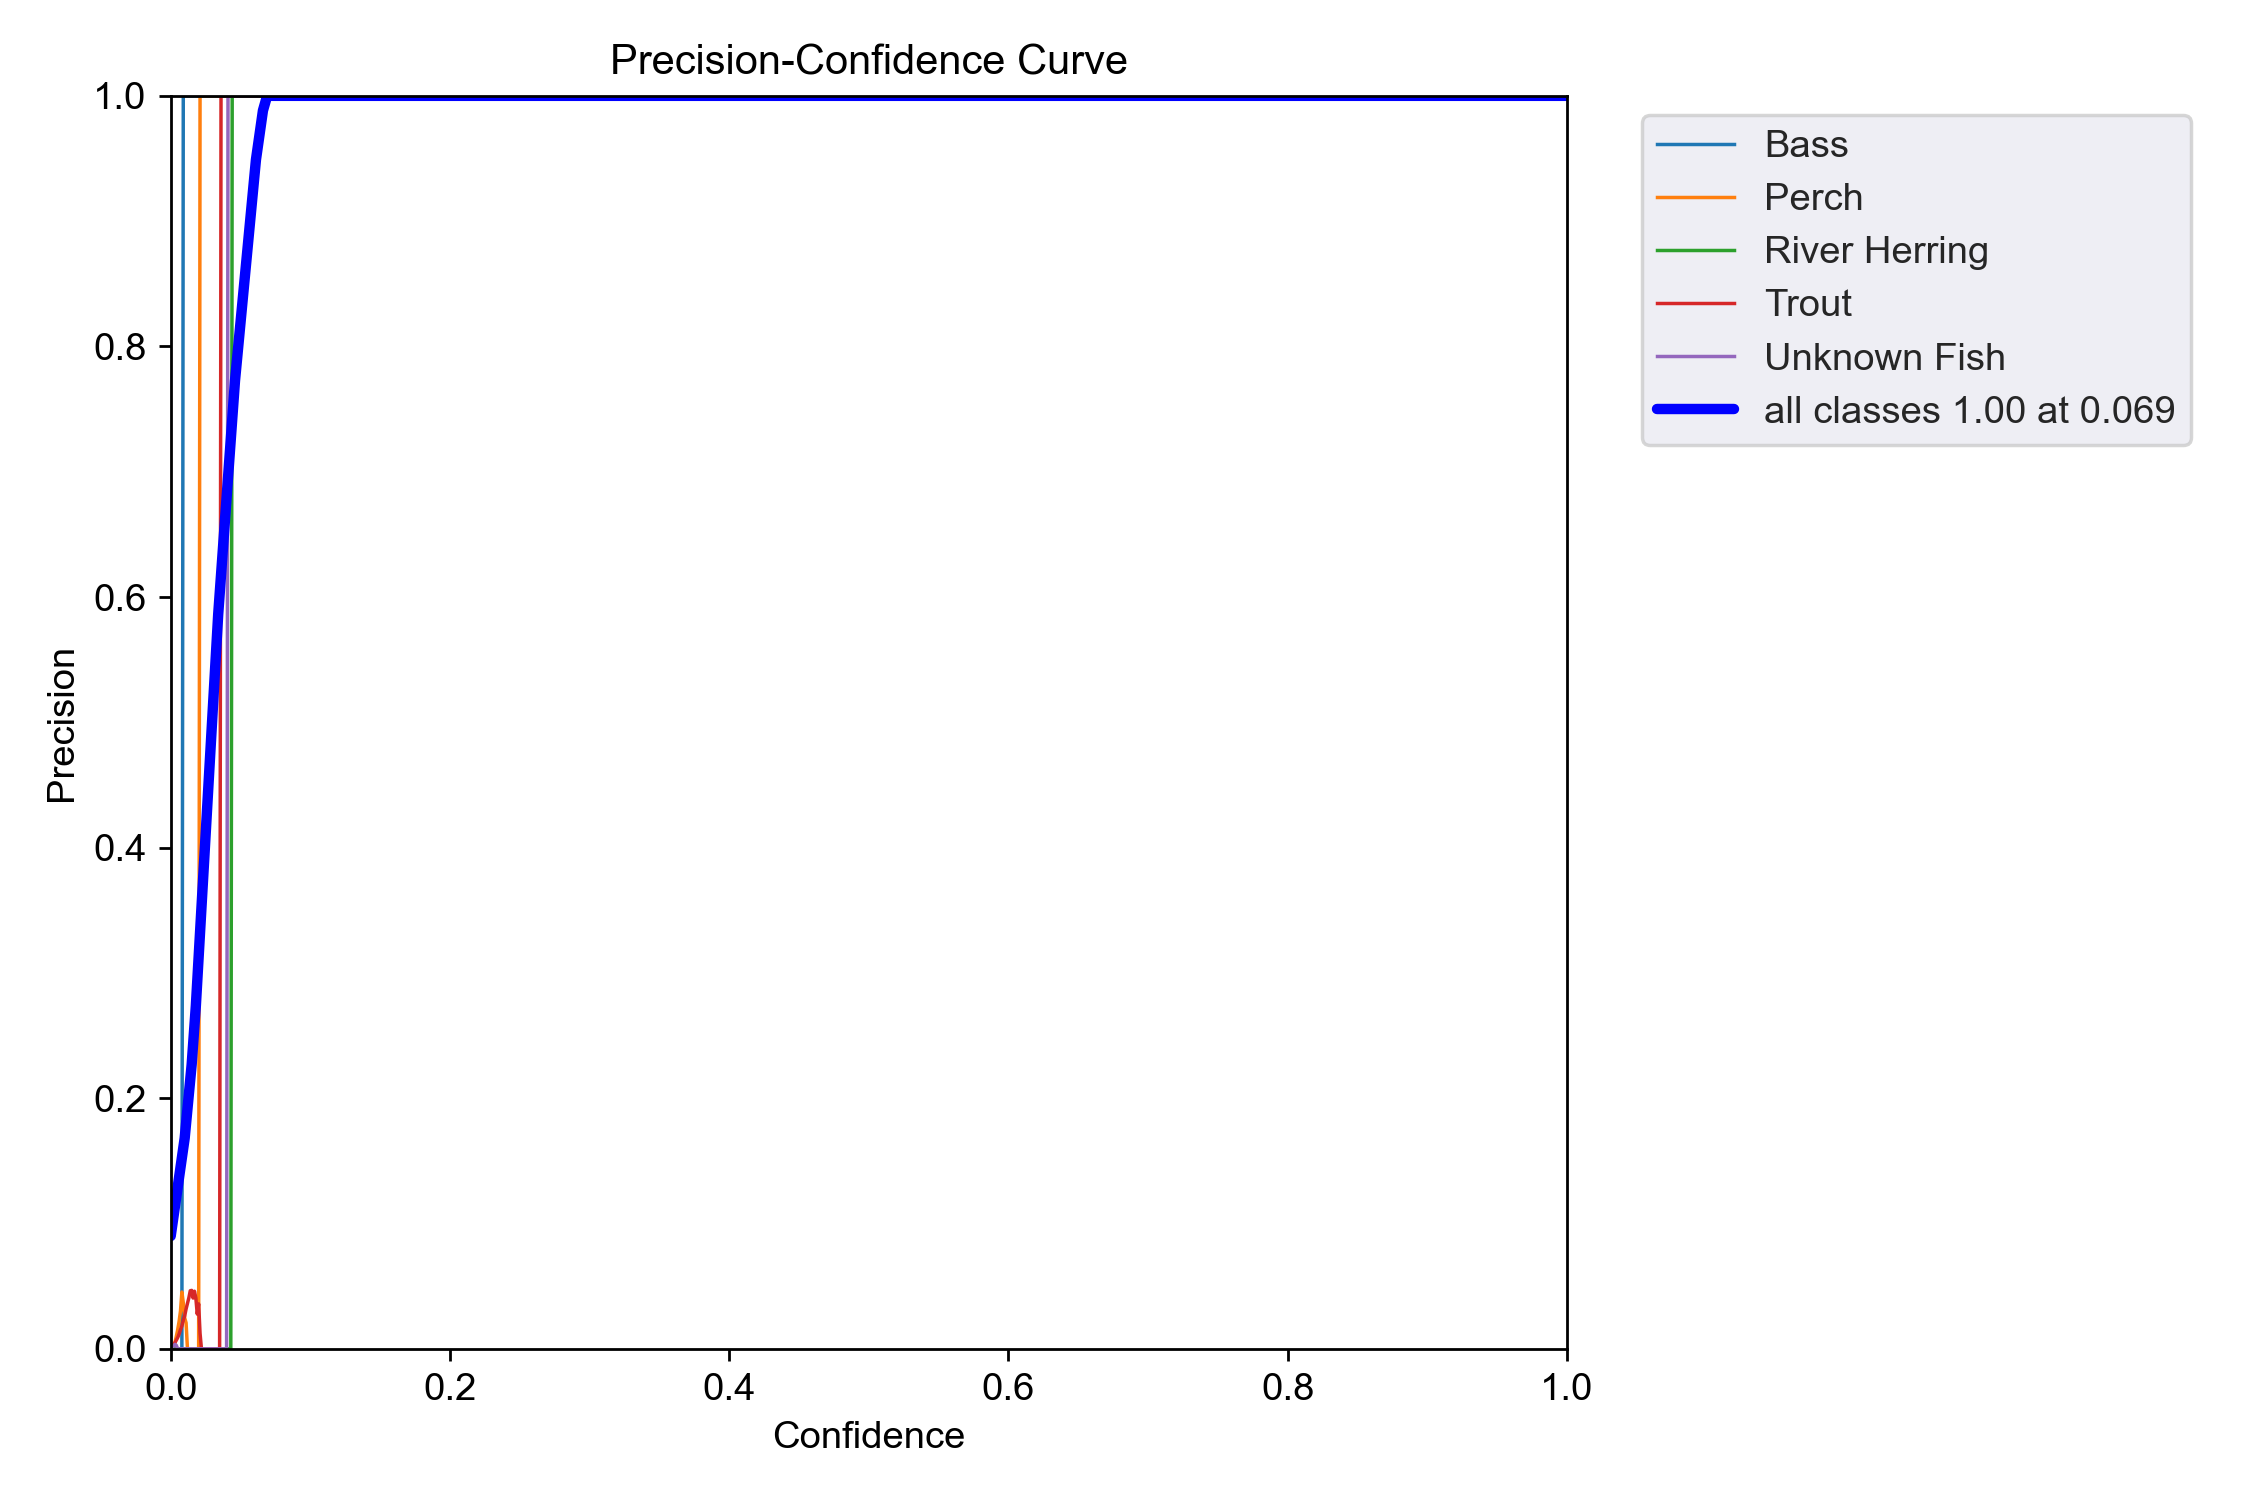 Precision-Confidence Curve
1.0
0.8
0.6
0.4
0.2
0.0
Precision
0.0 0.2 0.4 0.6 0.8 1.0
Confidence
Bass
Perch
River Herring
Trout
Unknown Fish
all classes 1.00 at 0.069